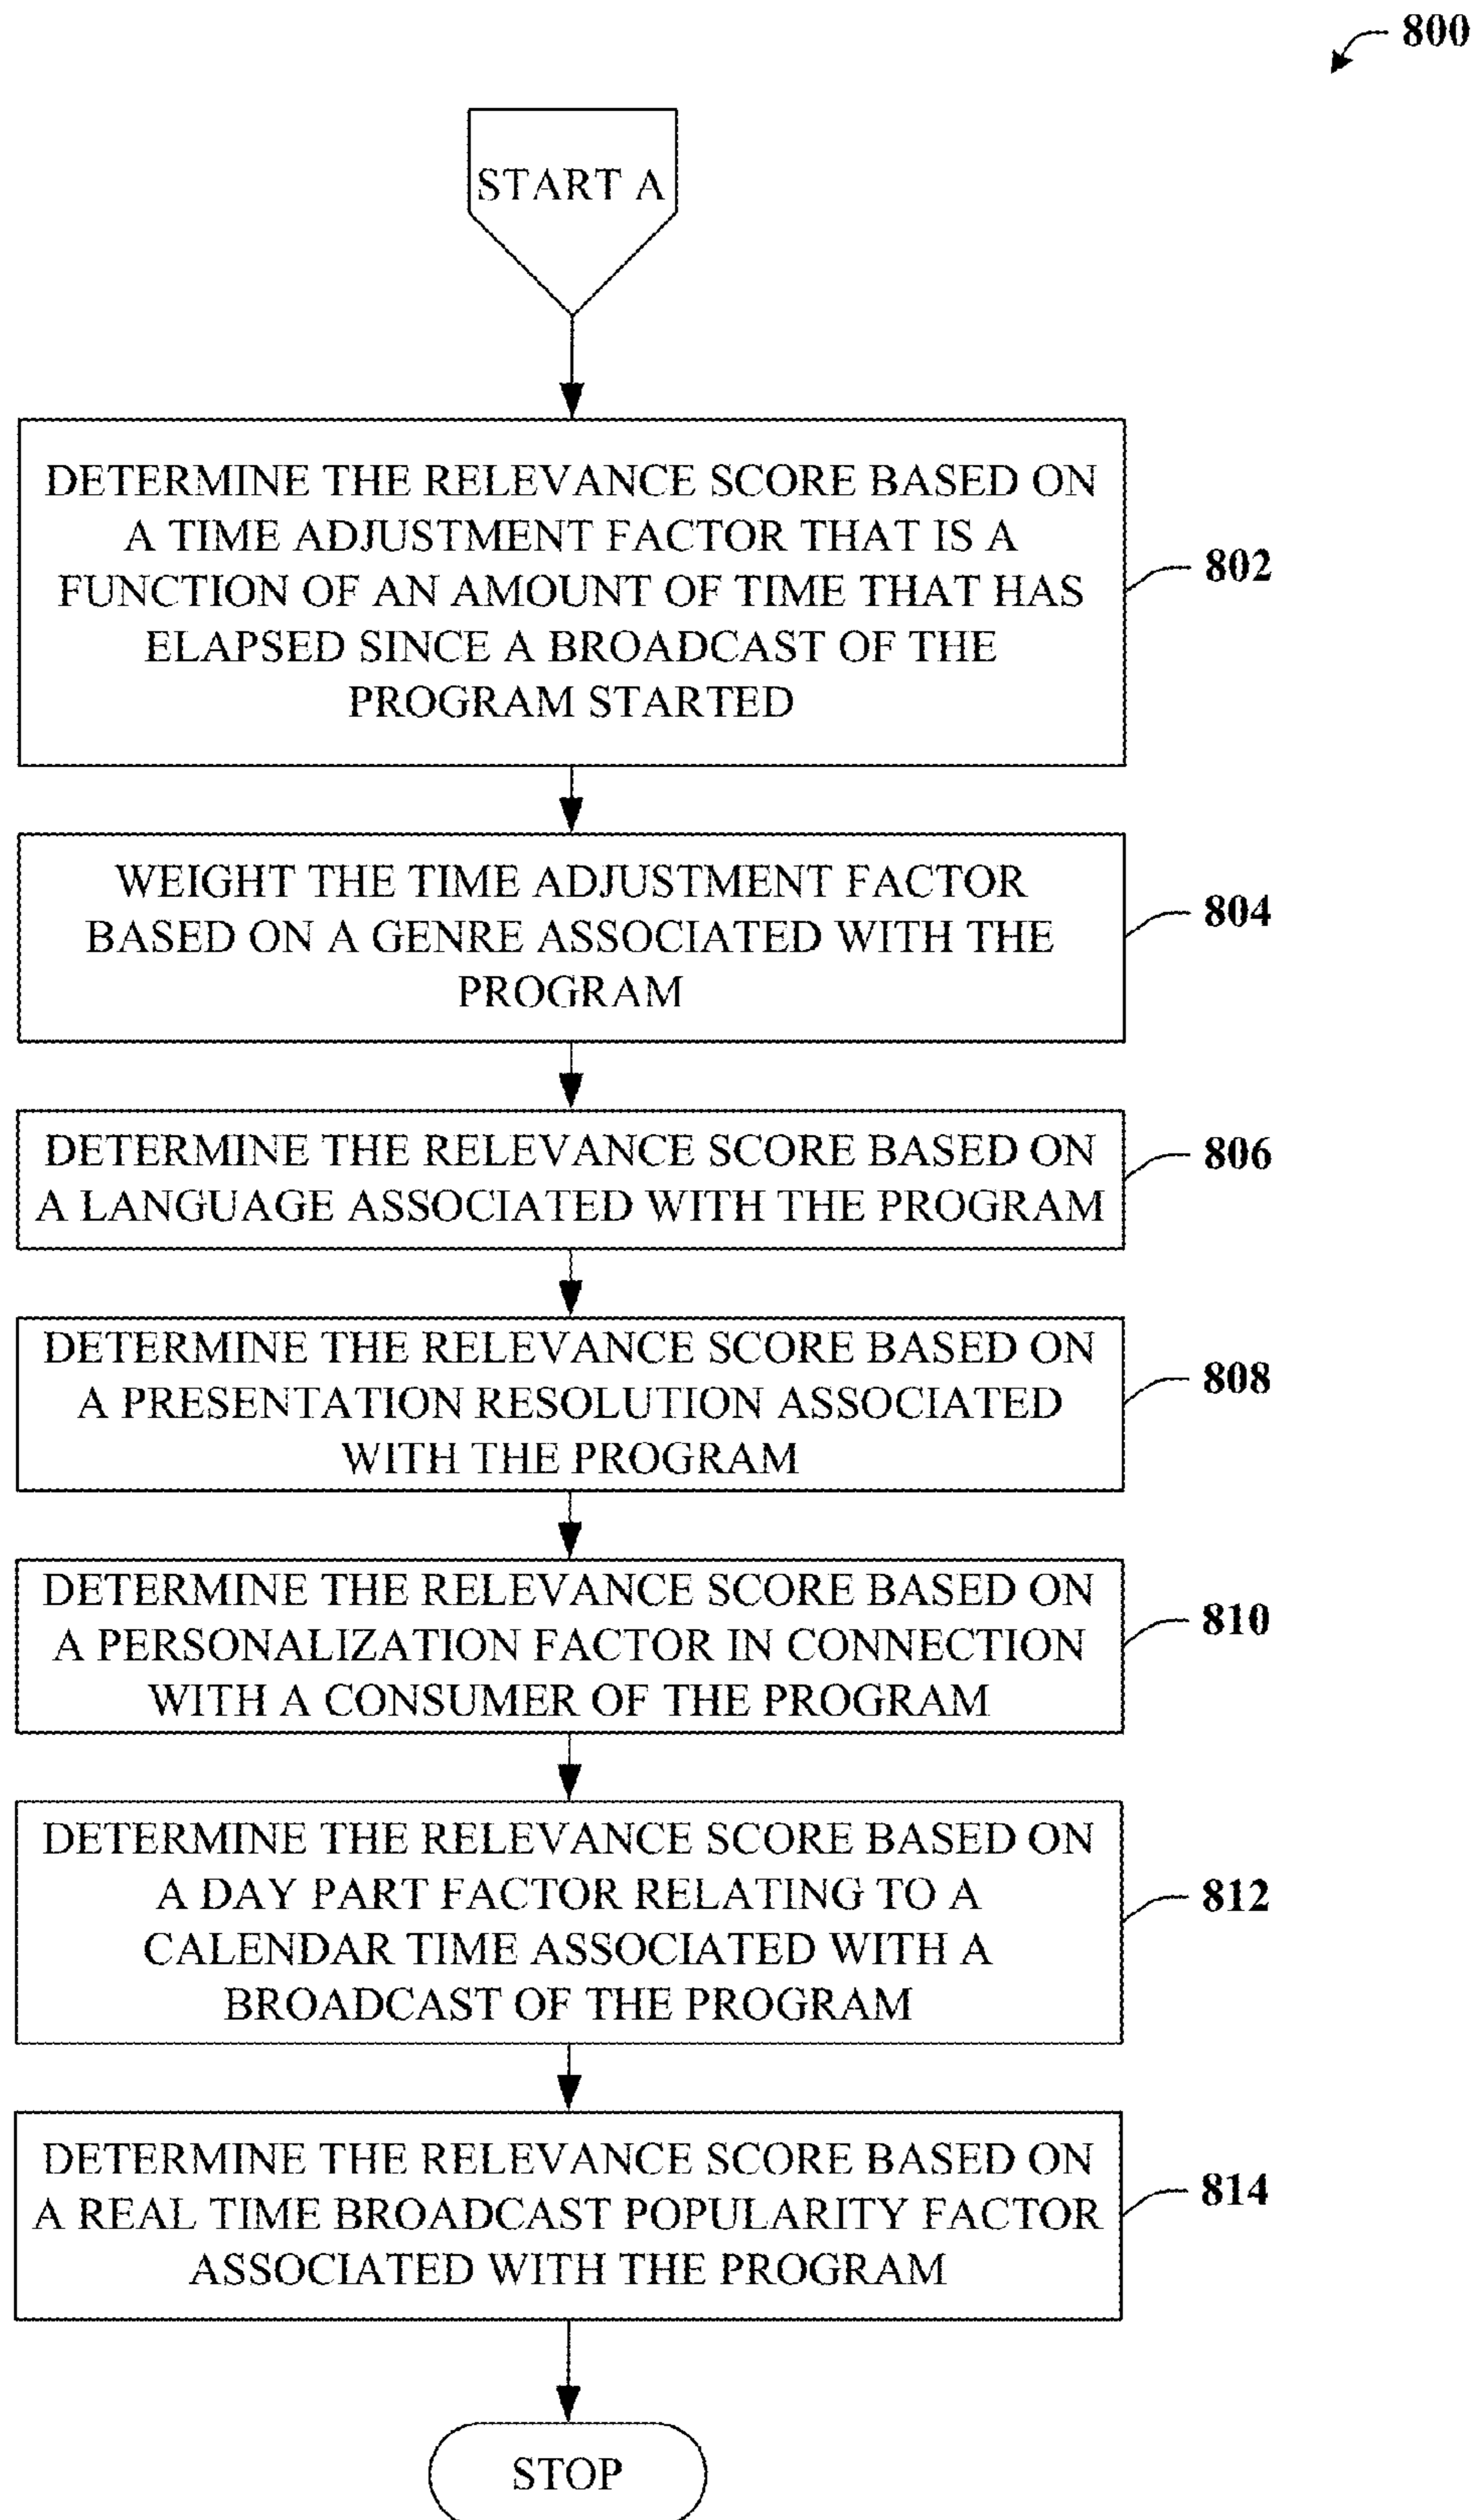 800
START A
DETERMINE THE RELEVANCE SCORE BASED ON
A TIME ADJUSTMENT FACTOR THAT IS A
FUNCTION OF AN AMOUNT OF TIME THAT HAS
ELAPSED SINCE A BROADCAST OF THE
PROGRAM STARTED
802
WEIGHT THE TIME ADJUSTMENT FACTOR
BASED ON A GENRE ASSOCIATED WITH THE
PROGRAM
804
DETERMINE THE RELEVANCE SCORE BASED ON
A LANGUAGE ASSOCIATED WITH THE PROGRAM
806
DETERMINE THE RELEVANCE SCORE BASED ON
A PRESENTATION RESOLUTION ASSOCIATED
WITH THE PROGRAM
808
DETERMINE THE RELEVANCE SCORE BASED ON
A PERSONALIZATION FACTOR IN CONNECTION
WITH A CONSUMER OF THE PROGRAM
810
DETERMINE THE RELEVANCE SCORE BASED ON
A DAY PART FACTOR RELATING TO A
CALENDAR TIME ASSOCIATED WITH A
BROADCAST OF THE PROGRAM
812
DETERMINE THE RELEVANCE SCORE BASED ON
A REAL TIME BROADCAST POPULARITY FACTOR
ASSOCIATED WITH THE PROGRAM
814
STOP